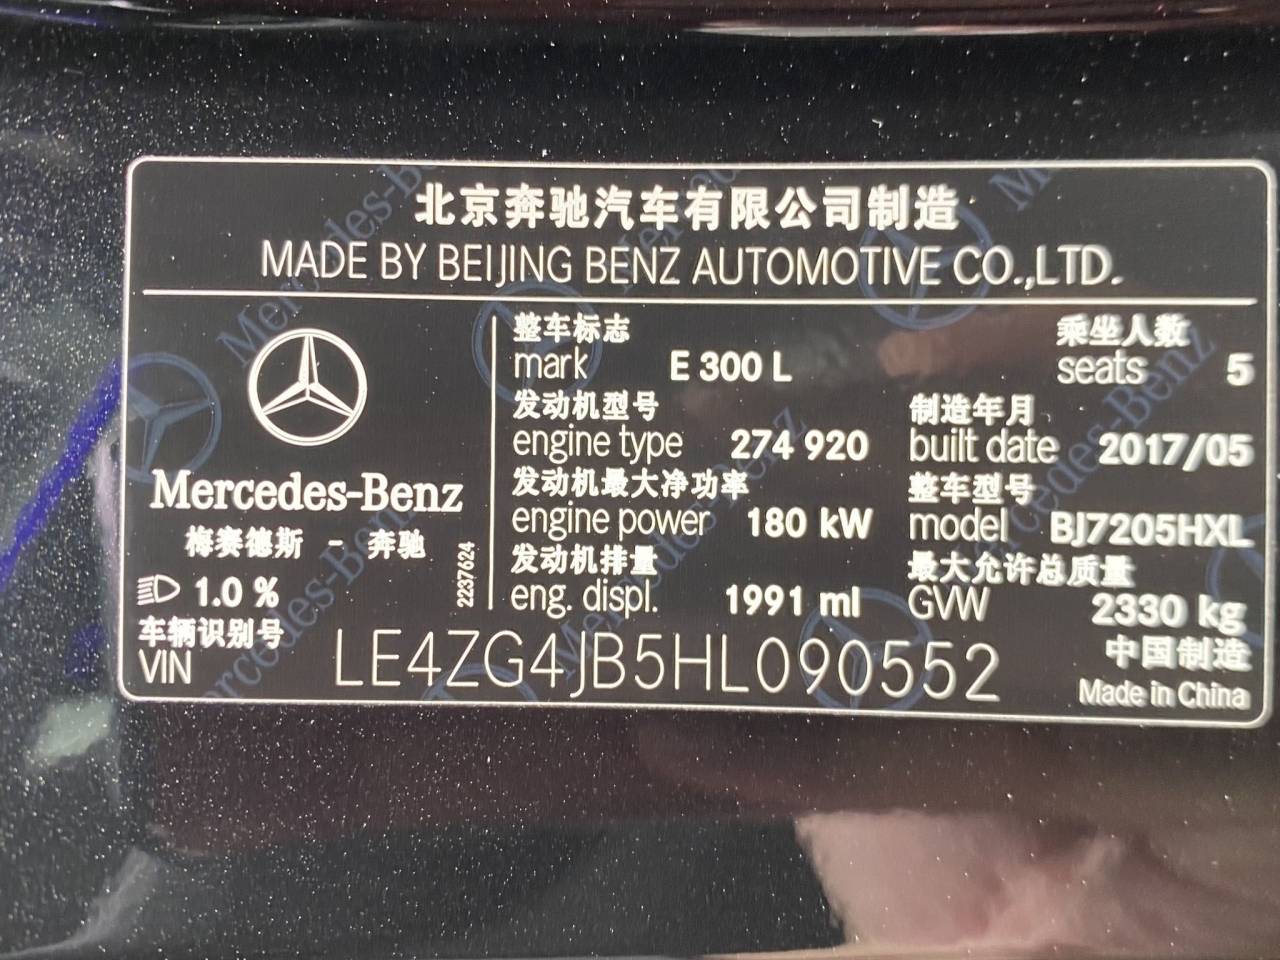 北京奔驰汽车有限公司制造
MADE BY BEIJING BENZ AUTOMOTIVE CO.,LTD.
Mercedes-Benz
梅赛德斯 - 奔驰
1.0 %
2237624
整车标志
mark E 300 L
乘坐人数
seats 5
发动机型号
engine type 274 920
制造年月
built date 2017/05
发动机最大净功率
engine power 180 kW
整车型号
model BJ7205HXL
发动机排量
eng. displ. 1991 ml
最大允许总质量
GVW 2330 kg
车辆识别号
VIN LE4ZG4JB5HL090552
中国制造
Made in China